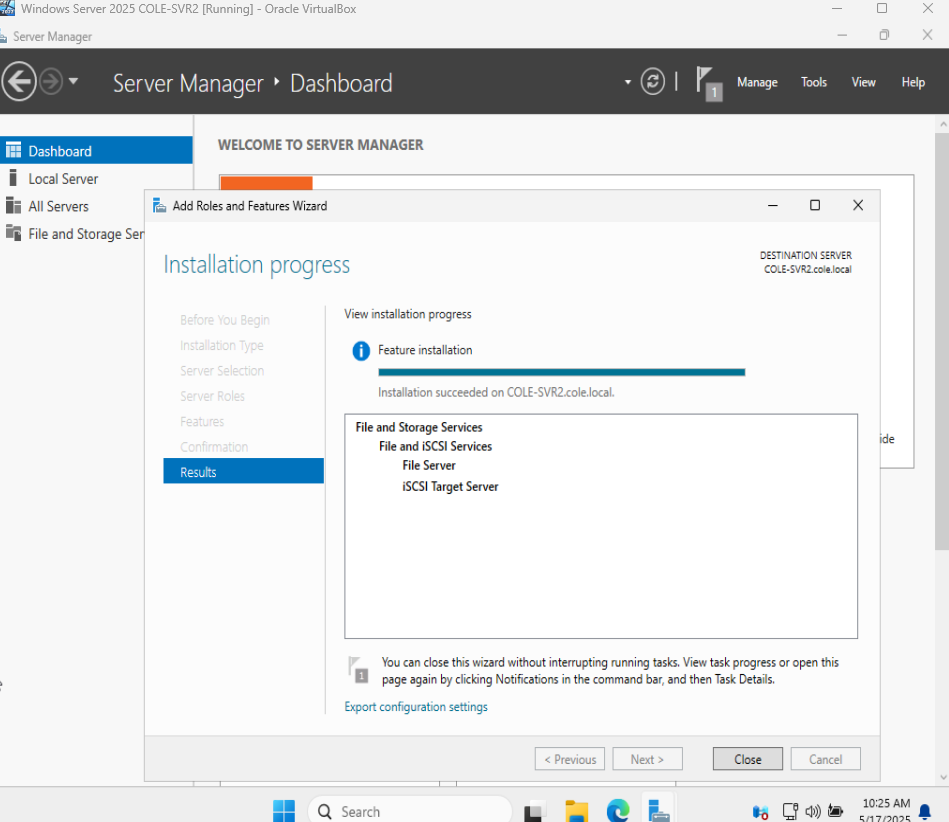 Windows Server 2025 COLE-SVR2 [Running] - Oracle VirtualBox
Server Manager
Server Manager ‣ Dashboard
1
Manage
Tools
View
Help
Dashboard
Local Server
All Servers
File and Storage Ser
WELCOME TO SERVER MANAGER
Add Roles and Features Wizard
Installation progress
DESTINATION SERVER
COLE-SVR2.cole.local
Before You Begin
Installation Type
Server Selection
Server Roles
Features
Confirmation
Results
View installation progress
Feature installation
Installation succeeded on COLE-SVR2.cole.local.
File and Storage Services
File and iSCSI Services
File Server
iSCSI Target Server
ide
1
You can close this wizard without interrupting running tasks. View task progress or open this
page again by clicking Notifications in the command bar, and then Task Details.
Export configuration settings
< Previous
Next >
Close
Cancel
Search
10:25 AM
5/17/2025